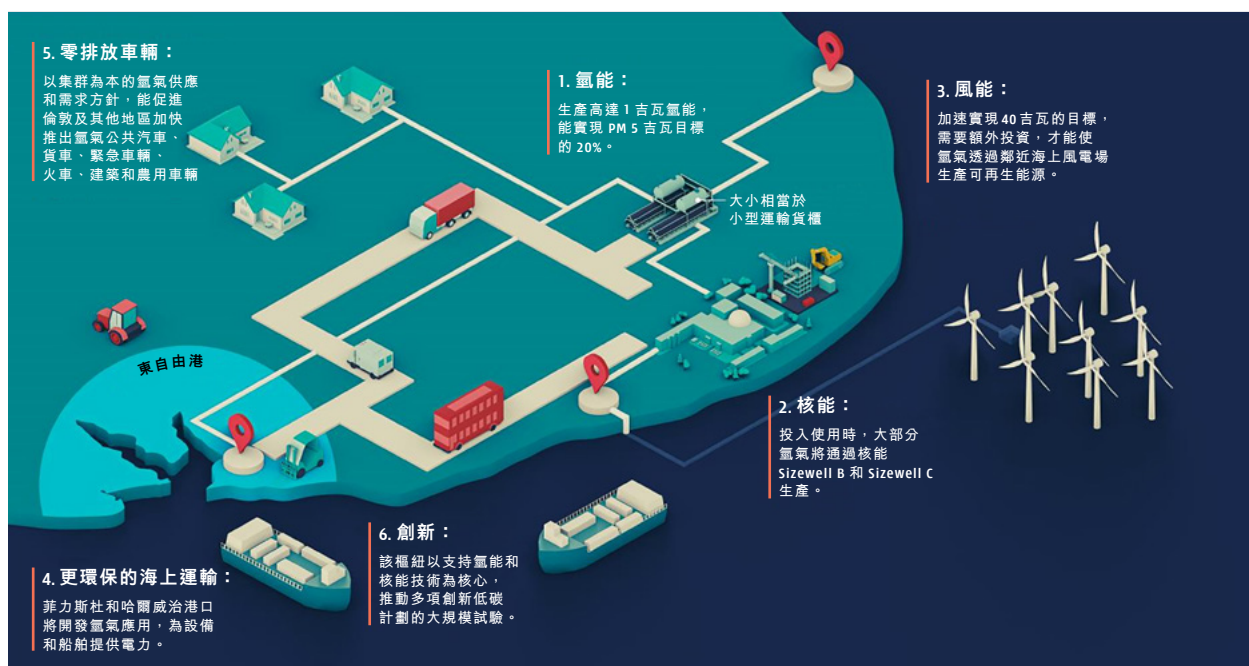 5. 零排放車輛：
以集群為本的氫氣供應
和需求方針，能促進
倫敦及其他地區加快
推出氫氣公共汽車、
貨車、緊急車輛、
火車、建築和農用車輛
1. 氫能：
生產高達 1 吉瓦氫能，
能實現 PM 5 吉瓦目標
的 20%。
3. 風能：
加速實現 40 吉瓦的目標，
需要額外投資，才能使
氫氣透過鄰近海上風電場
生產可再生能源。
大小相當於
小型運輸貨櫃
東自由港
2. 核能：
投入使用時，大部分
氫氣將通過核能
Sizewell B 和 Sizewell C
生產。
4. 更環保的海上運輸：
菲力斯杜和哈爾威治港口
將開發氫氣應用，為設備
和船舶提供電力。
6. 創新：
該樞紐以支持氫能和
核能技術為核心，
推動多項創新低碳
計劃的大規模試驗。